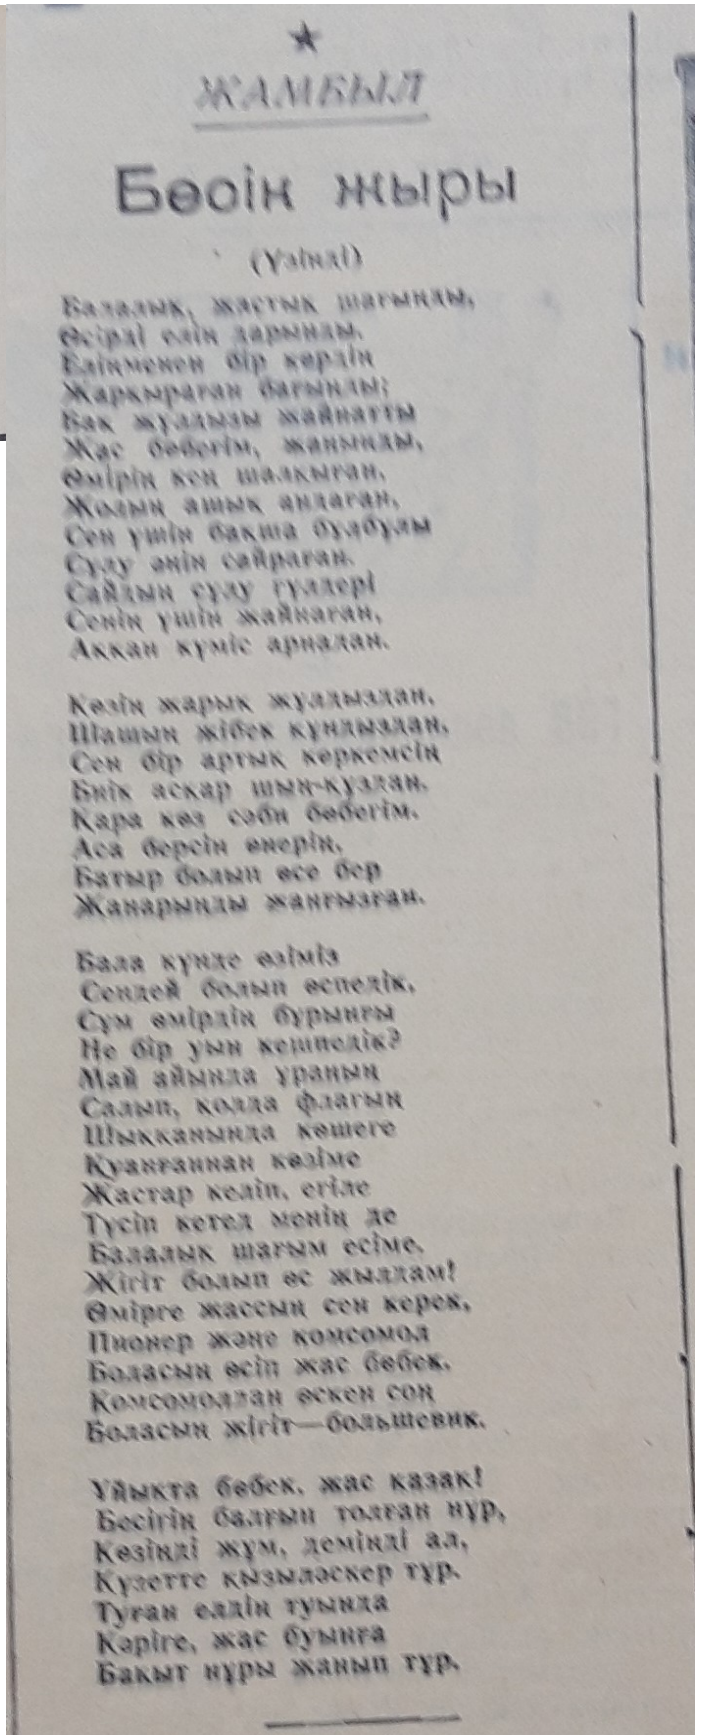 ЖАМБЫЛ
Бөсік жыры
(Үзінді)
Балалық, жастық шағыңды,
Өсірді елің дарынды.
Еліңменен бір көрдің
Жарқыраған бағыңды;
Бақ жұлдызы жайнатты
Жас бөбегім, жаныңды,
Өмірің кең шалқыған,
Жолың ашық аңдаған,
Сен үшін бақша бұлбұлы
Сұлу әнін сайраған.
Сайдың сұлу гүлдері
Сенің үшін жайнаған,
Аққан күміс арнадан.
Көзің жарық жұлдыздан,
Шашың жібек құндыздан,
Сен бір артық көркемсің
Биік асқар шың-құздан.
Қара көз сәби бөбегім.
Аса берсін өнерің,
Батыр болып өсе бер
Жанарыңды жанғызған.
Бала күнде өзіміз
Сендей болып өспедік,
Сұм өмірдің бұрынғы
Не бір уын кешпедік?
Май айында ұраның
Салып, қолда флагың
Шыққанында көшеге
Қуанғаннан көзіме
Жастар келіп, егіле
Түсіп кетед менің де
Балалық шағым есіме.
Жігіт болып өс жылдам!
Өмірге жассың сен керек,
Пионер және комсомол
Боласың өсіп жас бөбек.
Комсомолдан өскен соң
Боласың жігіт—большевик.
Ұйықта бөбек, жас қазақ!
Бесігің балғын толған нұр,
Көзіңді жұм, деміңді ал,
Күзетте қызыләскер тұр.
Туған елдің туында
Кәріге, жас буынға
Бақыт нұры жанып тұр.